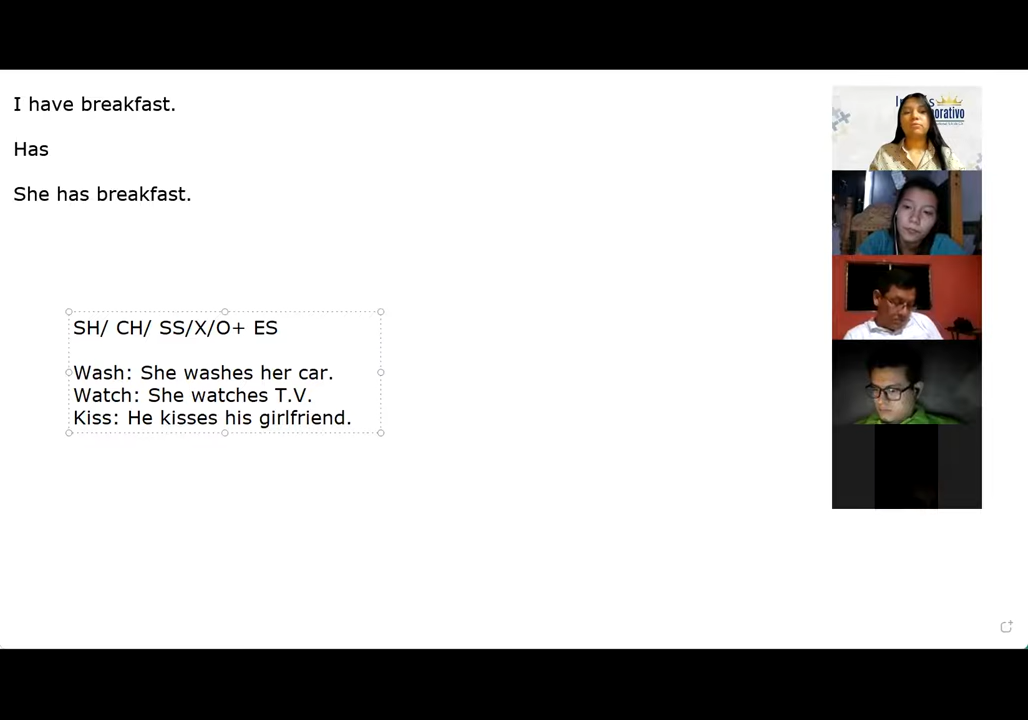 I have breakfast.
Has
She has breakfast.
SH/ CH/ SS/X/O+ ES
Wash: She washes her car.
Watch: She watches T.V.
Kiss: He kisses his girlfriend.